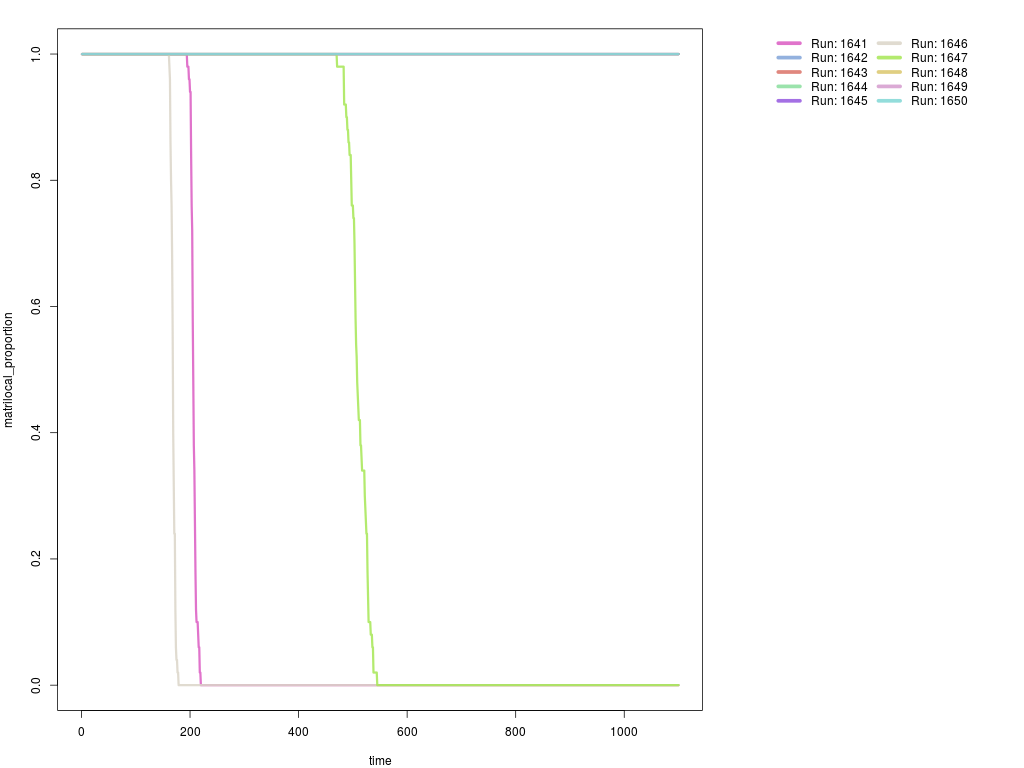 Run: 1641
Run: 1642
Run: 1643
Run: 1644
Run: 1645
Run: 1646
Run: 1647
Run: 1648
Run: 1649
Run: 1650
matrilocal_proportion
1.0
0.8
0.6
0.4
0.2
0.0
0 200 400 600 800 1000
time